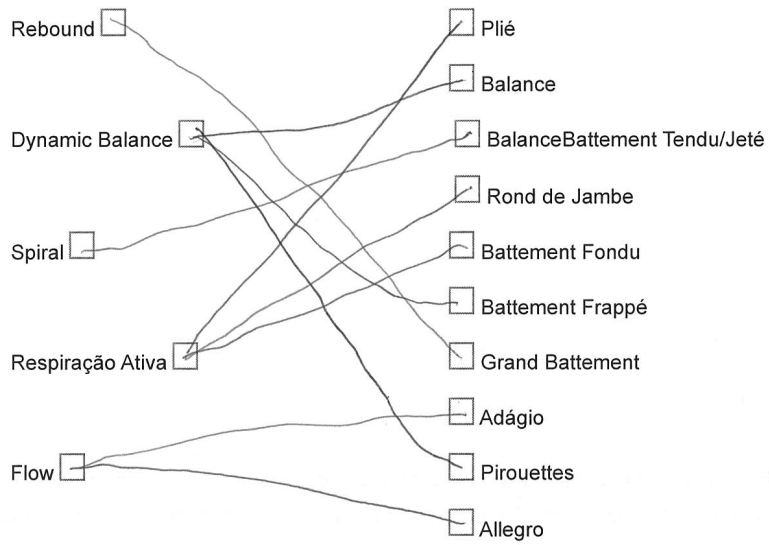 Rebound
Dynamic Balance
Spiral
Respiração Ativa
Flow
Plié
Balance
BalanceBattement Tendu/Jeté
Rond de Jambe
Battement Fondu
Battement Frappé
Grand Battement
Adágio
Pirouettes
Allegro